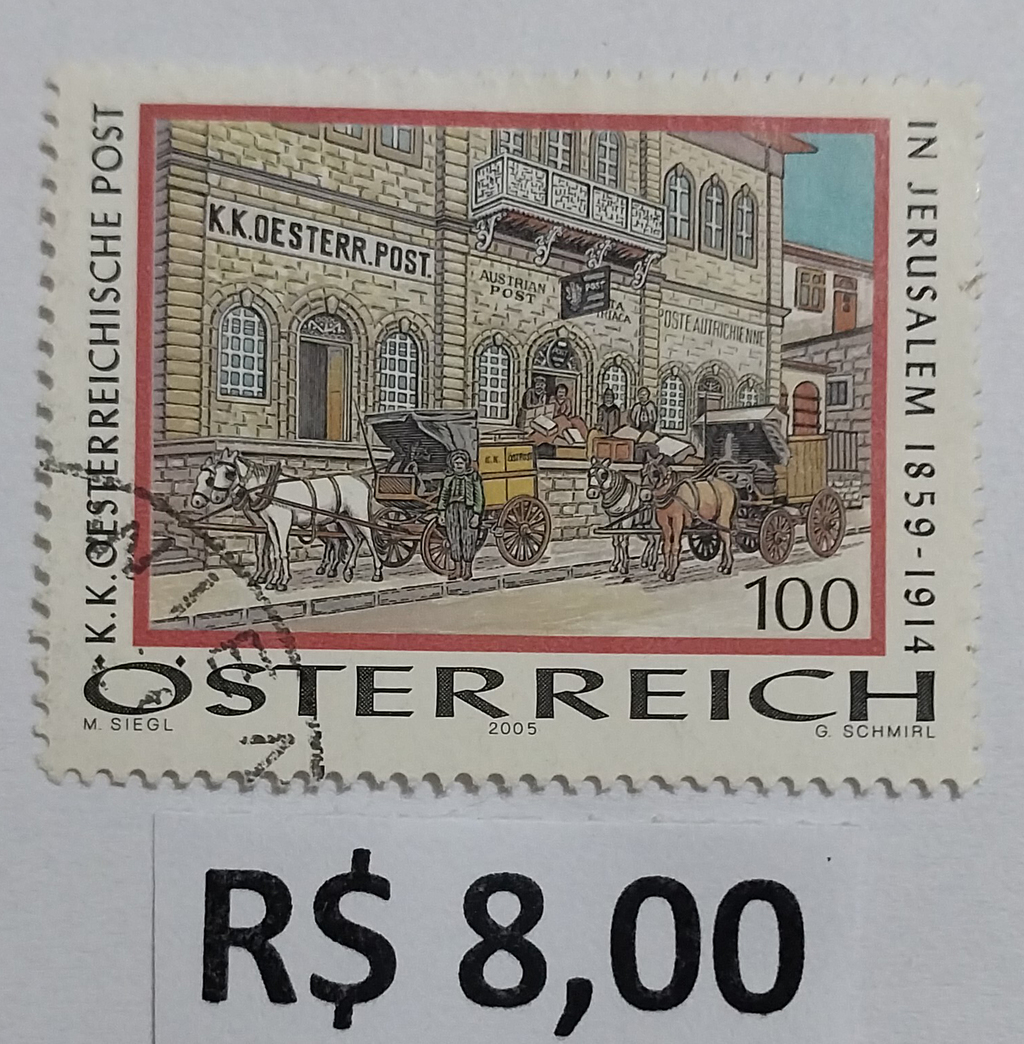 K.K.OESTERREICHISCHE POST
IN JERUSALEM 1859-1914
K.K.OESTERR.POST.
AUSTRIAN
POST
POST
POSTE AUTRICHIENNE
K.K. OSTPOST
100
ÖSTERREICH
M. SIEGL 2005 G. SCHMIRL
R$ 8,00